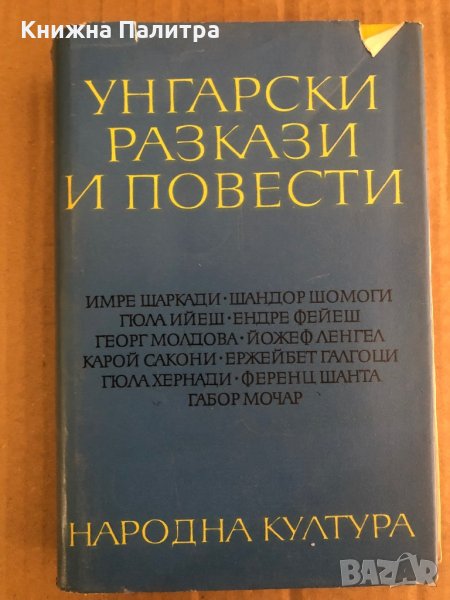 Книжна Палитра
УНГАРСКИ
РАЗКАЗИ
И ПОВЕСТИ
ИМРЕ ШАРКАДИ · ШАНДОР ШОМОГИ
ГЮЛА ИЙЕШ · ЕНДРЕ ФЕЙЕШ
ГЕОРГ МОЛДОВА · ЙОЖЕФ ЛЕНГЕЛ
КАРОЙ САКОНИ · ЕРЖЕЙБЕТ ГАЛГОЦИ
ГЮЛА ХЕРНАДИ · ФЕРЕНЦ ШАНТА
ГАБОР МОЧАР
НАРОДНА КУЛТУРА
BAZAR